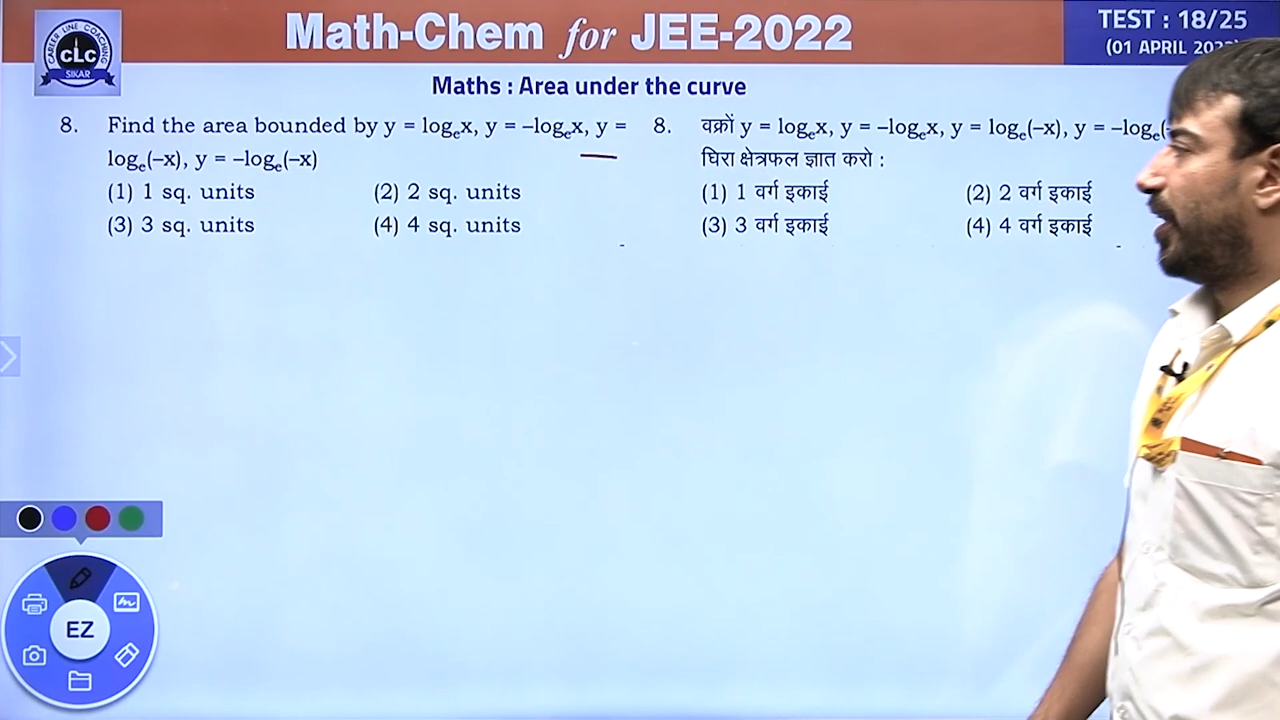 CAREER LINE COACHING
CLC
SIKAR
Math-Chem for JEE-2022
TEST : 18/25
(01 APRIL
Maths : Area under the curve
8. Find the area bounded by y = logₑx, y = –logₑx, y =
logₑ(–x), y = –logₑ(–x)
(1) 1 sq. units (2) 2 sq. units
(3) 3 sq. units (4) 4 sq. units
8. वक्रों y = logₑx, y = –logₑx, y = logₑ(–x), y = –logₑ(
घिरा क्षेत्रफल ज्ञात करो :
(1) 1 वर्ग इकाई (2) 2 वर्ग इकाई
(3) 3 वर्ग इकाई (4) 4 वर्ग इकाई
EZ